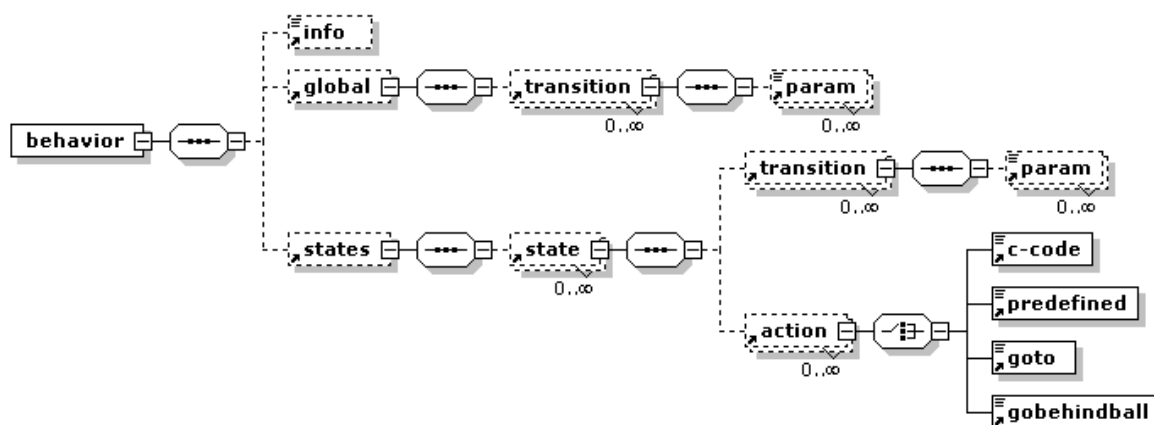 info
global
transition
param
0..∞
0..∞
behavior
transition
param
0..∞
0..∞
states
state
0..∞
c-code
predefined
action
0..∞
goto
gobehindball